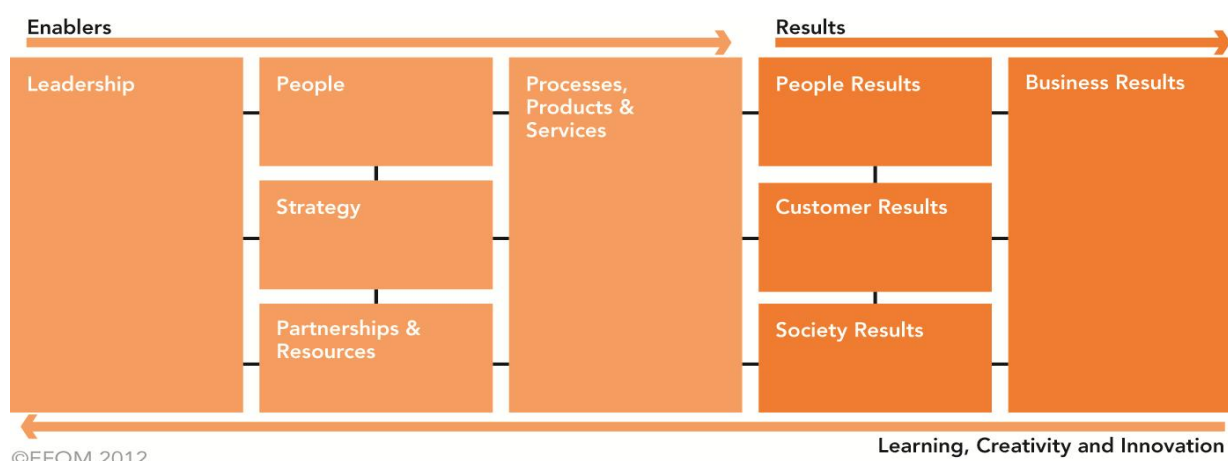 Enablers
Results
Leadership
People
Processes,
Products &
Services
People Results
Business Results
Strategy
Customer Results
Partnerships &
Resources
Society Results
Learning, Creativity and Innovation
©EFQM 2012